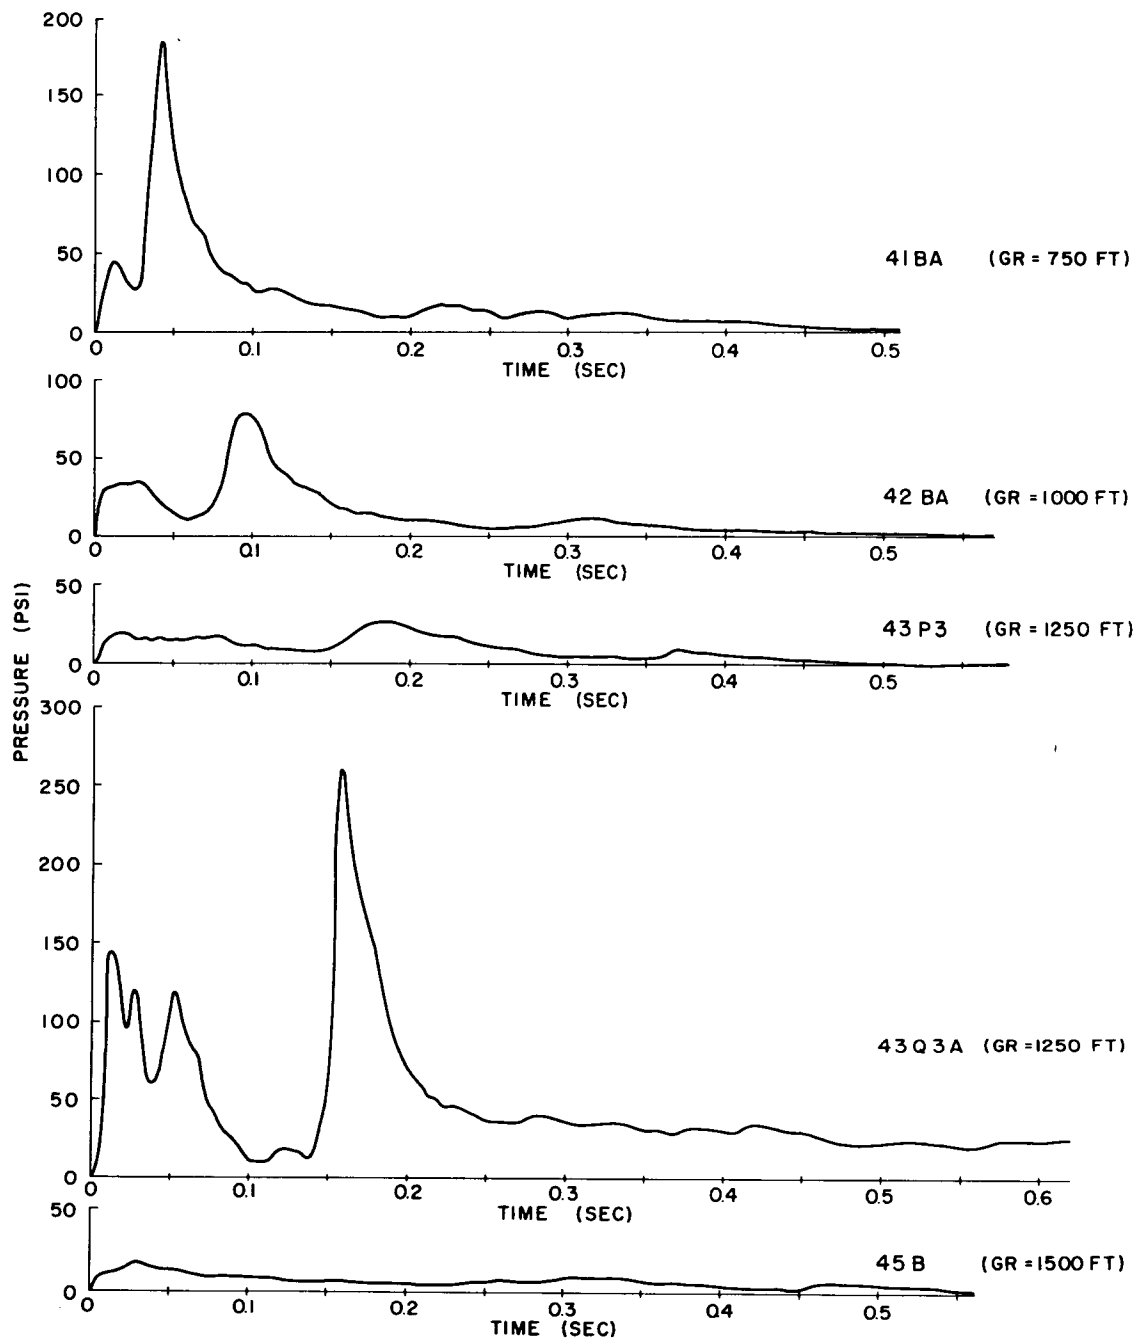 PRESSURE (PSI)
200
150
100
50
0
41BA (GR = 750 FT)
0 0.1 0.2 0.3 0.4 0.5
TIME (SEC)
100
50
0
42 BA (GR = 1000 FT)
0 0.1 0.2 0.3 0.4 0.5
TIME (SEC)
50
0
43 P3 (GR = 1250 FT)
0 0.1 0.2 0.3 0.4 0.5
TIME (SEC)
300
250
200
150
100
50
0
43Q3A (GR = 1250 FT)
0 0.1 0.2 0.3 0.4 0.5 0.6
TIME (SEC)
50
0
45 B (GR = 1500 FT)
0 0.1 0.2 0.3 0.4 0.5
TIME (SEC)